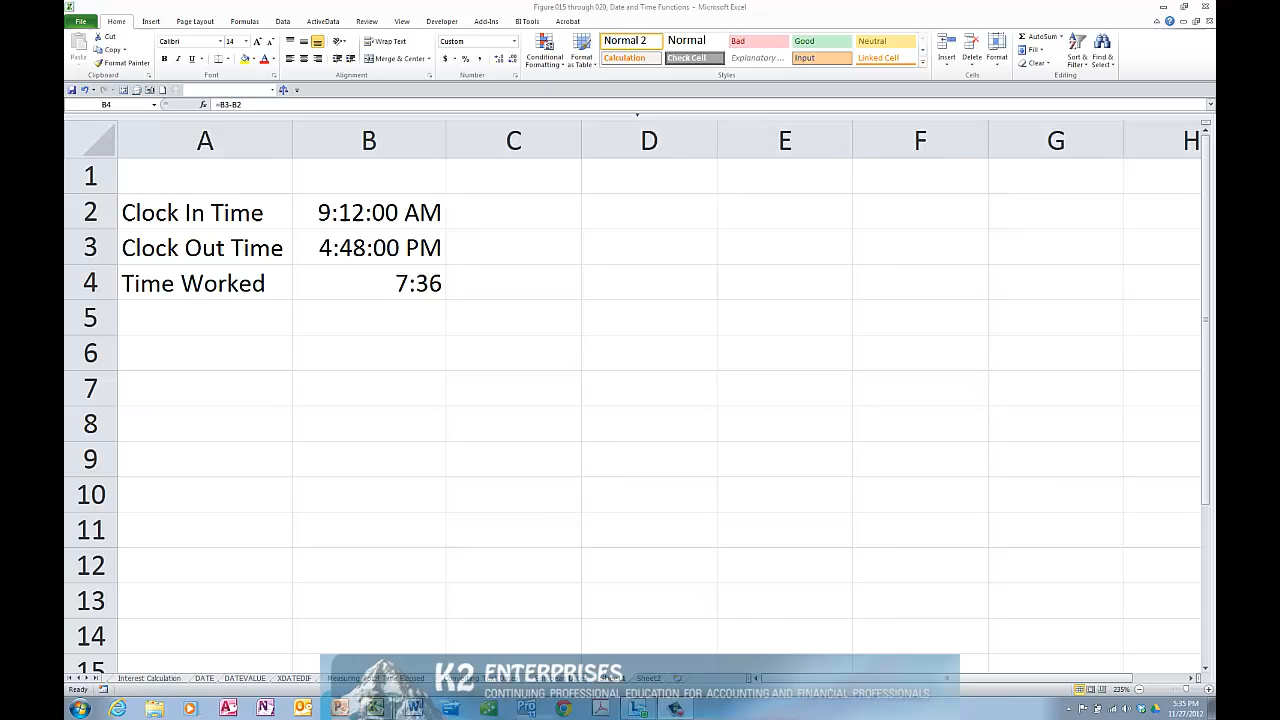 Figure 015 through 020, Date and Time Functions - Microsoft Excel
File Home Insert Page Layout Formulas Data ActiveData Review View Developer Add-Ins BI Tools Acrobat
Cut
Copy
Format Painter
Paste
Clipboard
Calibri 14
Font
Wrap Text
Merge & Center
Alignment
Custom
Number
Conditional Formatting
Format as Table
Normal 2 Normal Bad Good Neutral
Calculation Check Cell Explanatory ... Input Linked Cell
Styles
Insert Delete Format
Cells
AutoSum
Fill
Clear
Sort & Filter
Find & Select
Editing
B4 fx =B3-B2
A B C D E F G H
1
2 Clock In Time 9:12:00 AM
3 Clock Out Time 4:48:00 PM
4 Time Worked 7:36
5
6
7
8
9
10
11
12
13
14
15
Interest Calculation DATE DATEVALUE XDATEDIF Sheet2
K2 ENTERPRISES
CONTINUING PROFESSIONAL EDUCATION FOR ACCOUNTING AND FINANCIAL PROFESSIONALS
Ready 235%
5:35 PM
11/27/2012